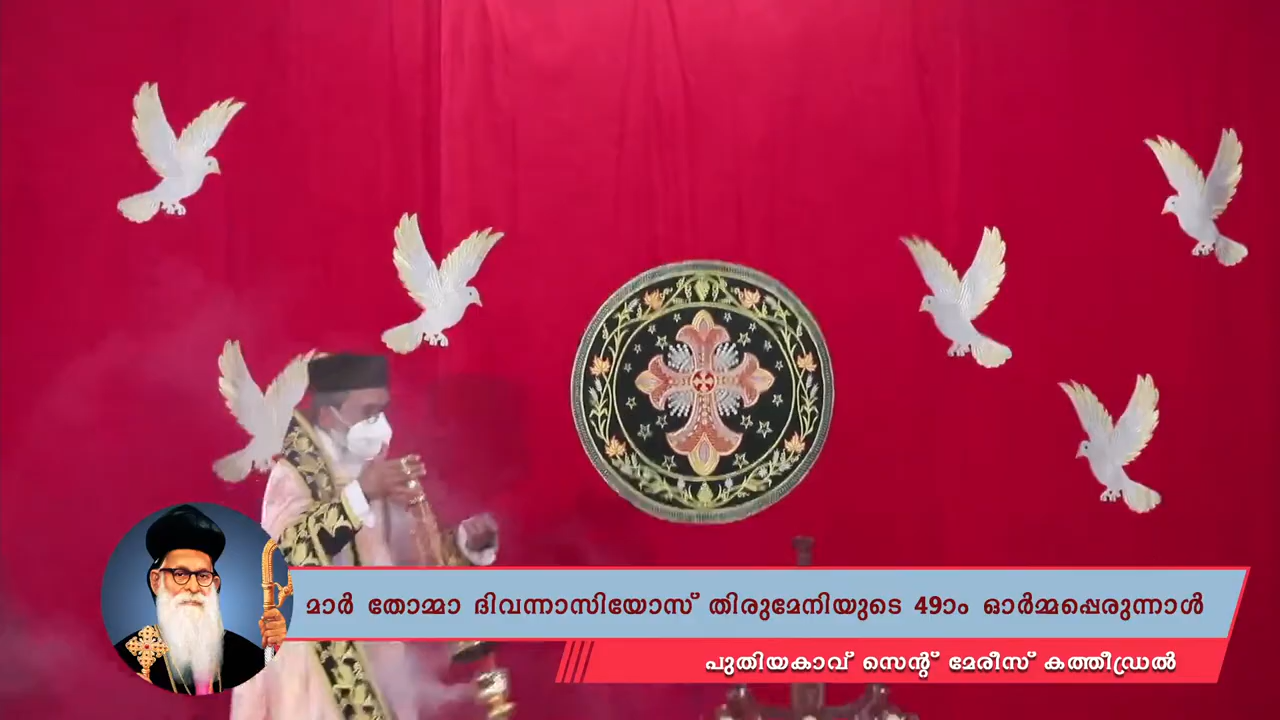 മാർ തോമ്മാ ദിവന്നാസിയോസ് തിരുമേനിയുടെ 49ാം ഓർമ്മപ്പെരുന്നാൾ
പുതിയകാവ് സെന്റ് മേരീസ് കത്തീഡ്രൽ